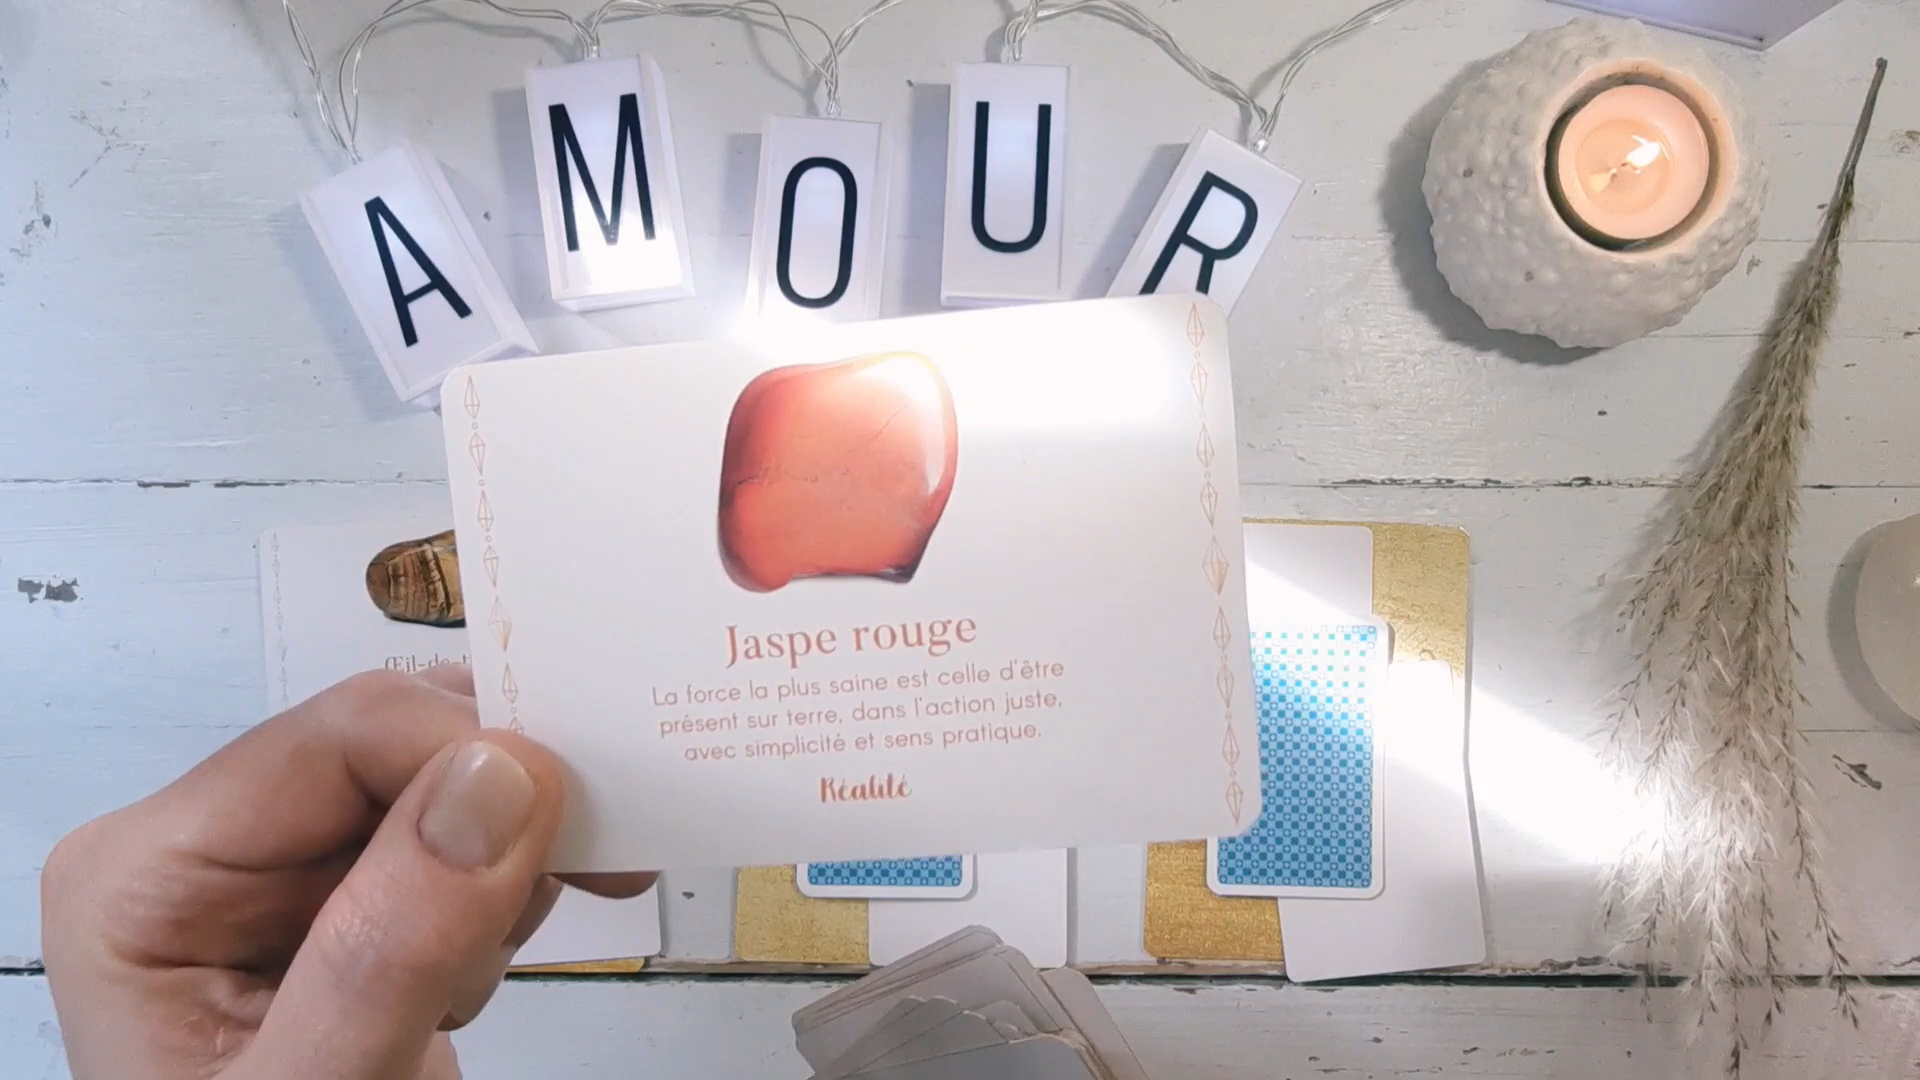 AMOUR
Jaspe rouge
La force la plus saine est celle d'être
présent sur terre, dans l'action juste,
avec simplicité et sens pratique.
Réalité